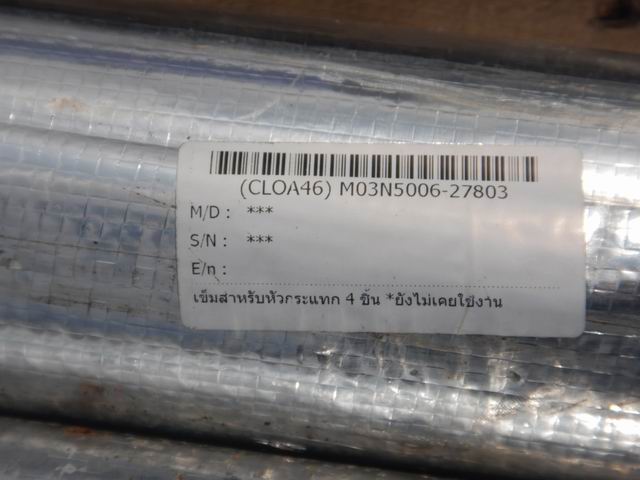 (CLOA46) M03N5006-27803
M/D : ***
S/N : ***
E/n :
เข็มสำหรับหัวกระแทก 4 ชิ้น *ยังไม่เคยใช้งาน